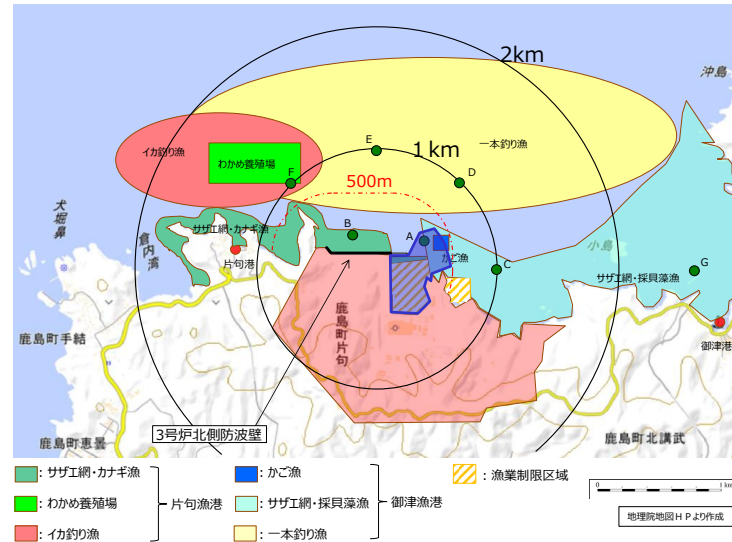 2km
沖島
イカ釣り漁
わかめ養殖場
E
1km
一本釣り漁
F
D
500m
犬堀鼻
倉内湾
サザエ網・カナギ漁
B
A
小島
片句港
かご漁
C
サザエ網・採貝藻漁
G
鹿島町片句
御津港
鹿島町手結
3号炉北側防波壁
鹿島町恵曇
鹿島町北講武
：サザエ網・カナギ漁
：わかめ養殖場
：イカ釣り漁
片句漁港
：かご漁
：サザエ網・採貝藻漁
：一本釣り漁
御津漁港
：漁業制限区域
0 1km
地理院地図HPより作成